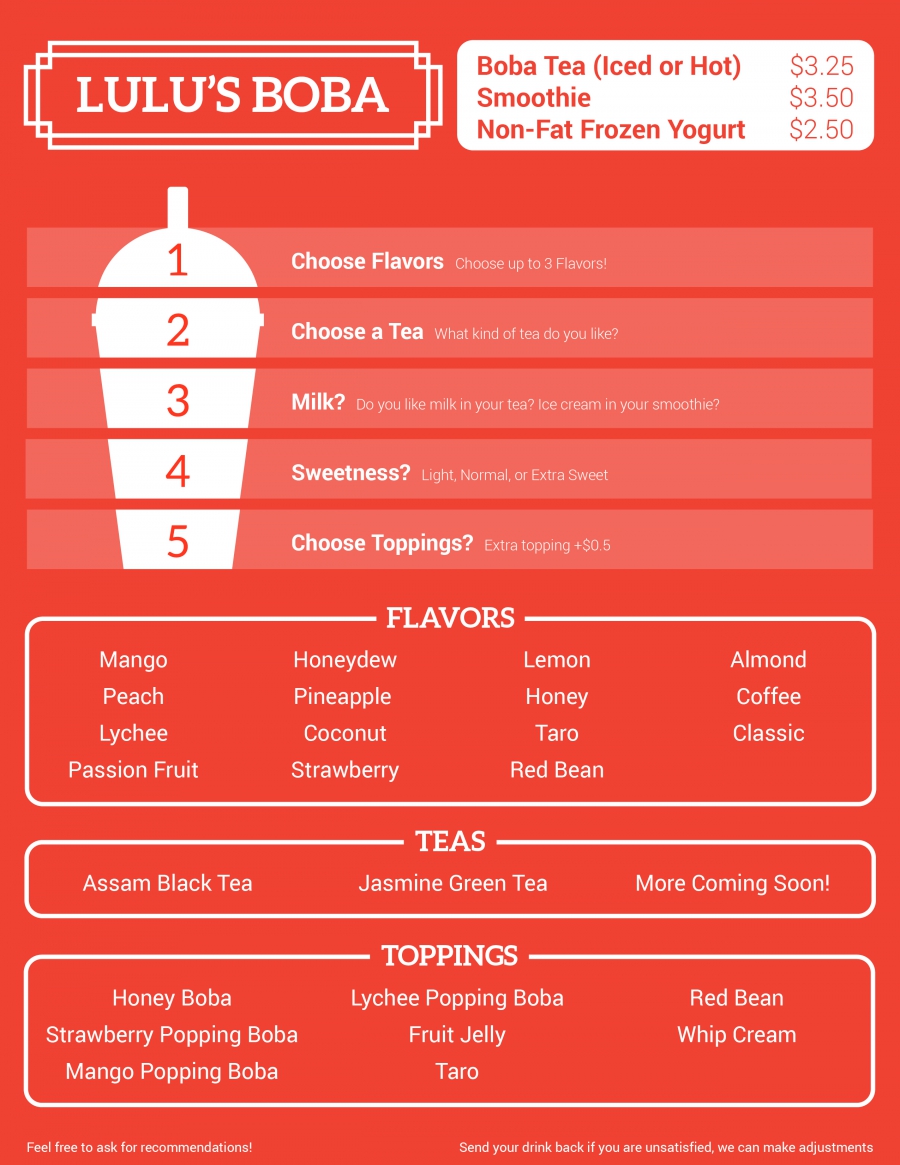 LULU'S BOBA
Boba Tea (Iced or Hot) $3.25
Smoothie $3.50
Non-Fat Frozen Yogurt $2.50
1 Choose Flavors Choose up to 3 Flavors!
2 Choose a Tea What kind of tea do you like?
3 Milk? Do you like milk in your tea? Ice cream in your smoothie?
4 Sweetness? Light, Normal, or Extra Sweet
5 Choose Toppings? Extra topping +$0.5
FLAVORS
Mango Honeydew Lemon Almond
Peach Pineapple Honey Coffee
Lychee Coconut Taro Classic
Passion Fruit Strawberry Red Bean
TEAS
Assam Black Tea Jasmine Green Tea More Coming Soon!
TOPPINGS
Honey Boba Lychee Popping Boba Red Bean
Strawberry Popping Boba Fruit Jelly Whip Cream
Mango Popping Boba Taro
Feel free to ask for recommendations! Send your drink back if you are unsatisfied, we can make adjustments